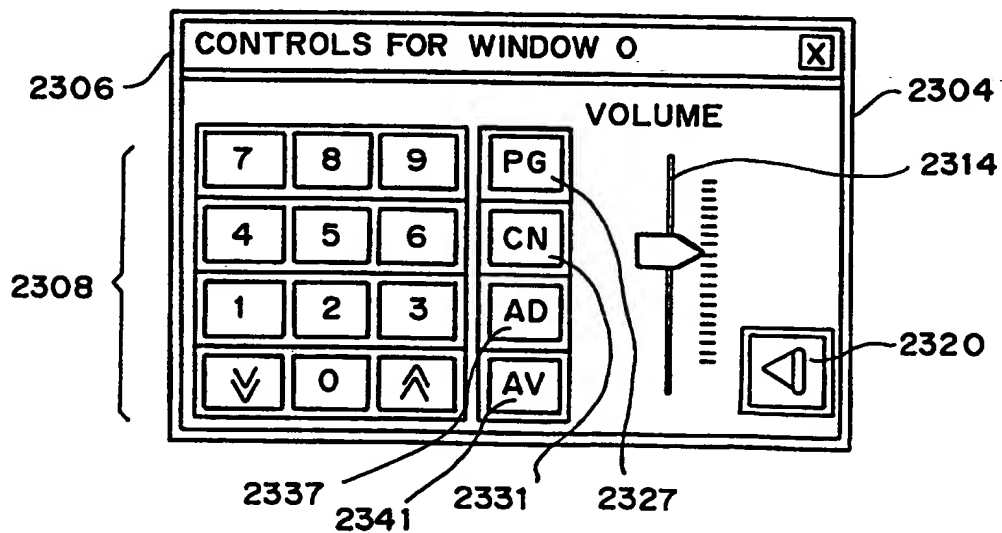 CONTROLS FOR WINDOW 0 X
2306
2304
VOLUME
7 8 9 PG
2314
4 5 6 CN
2308
1 2 3 AD
2320
0 AV
2337 2331 2327
2341